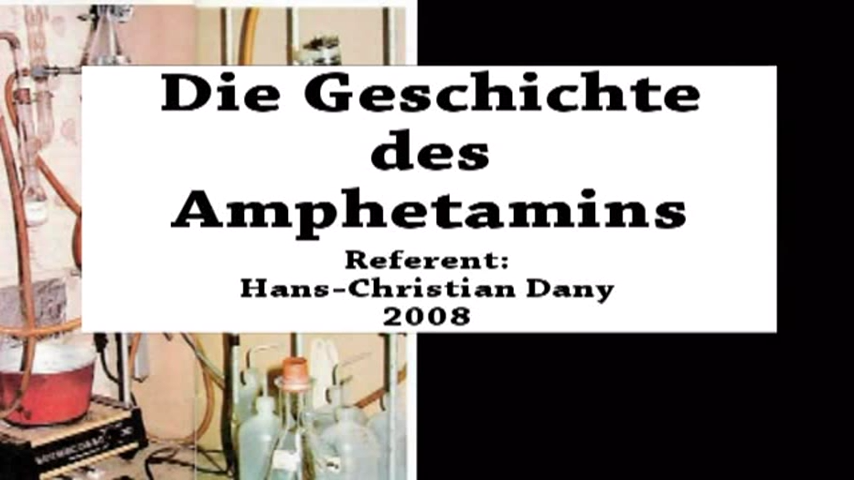 Die Geschichte
des
Amphetamins
Referent:
Hans-Christian Dany
2008